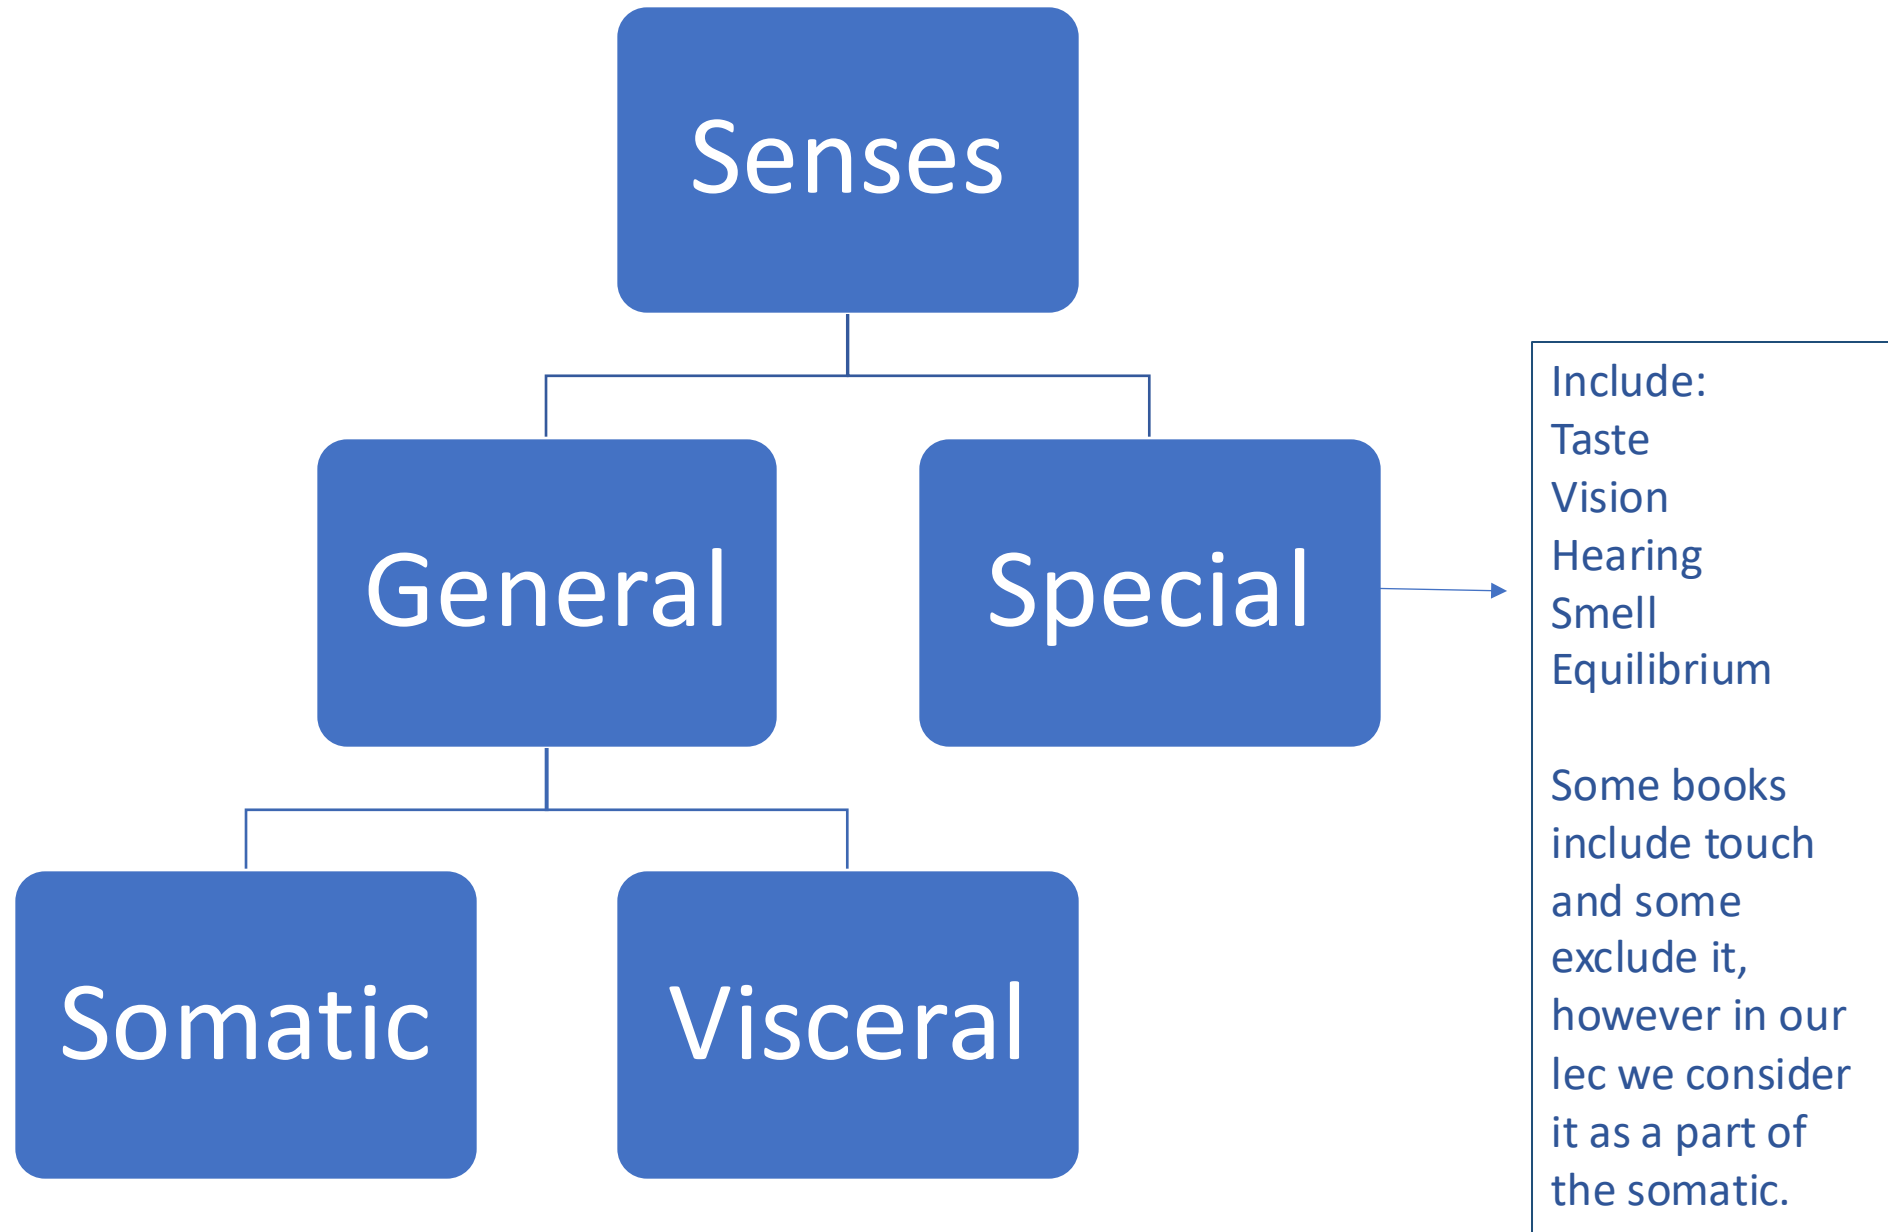 Senses
General
Special
Somatic
Visceral
Include:
Taste
Vision
Hearing
Smell
Equilibrium
Some books
include touch
and some
exclude it,
however in our
lec we consider
it as a part of
the somatic.